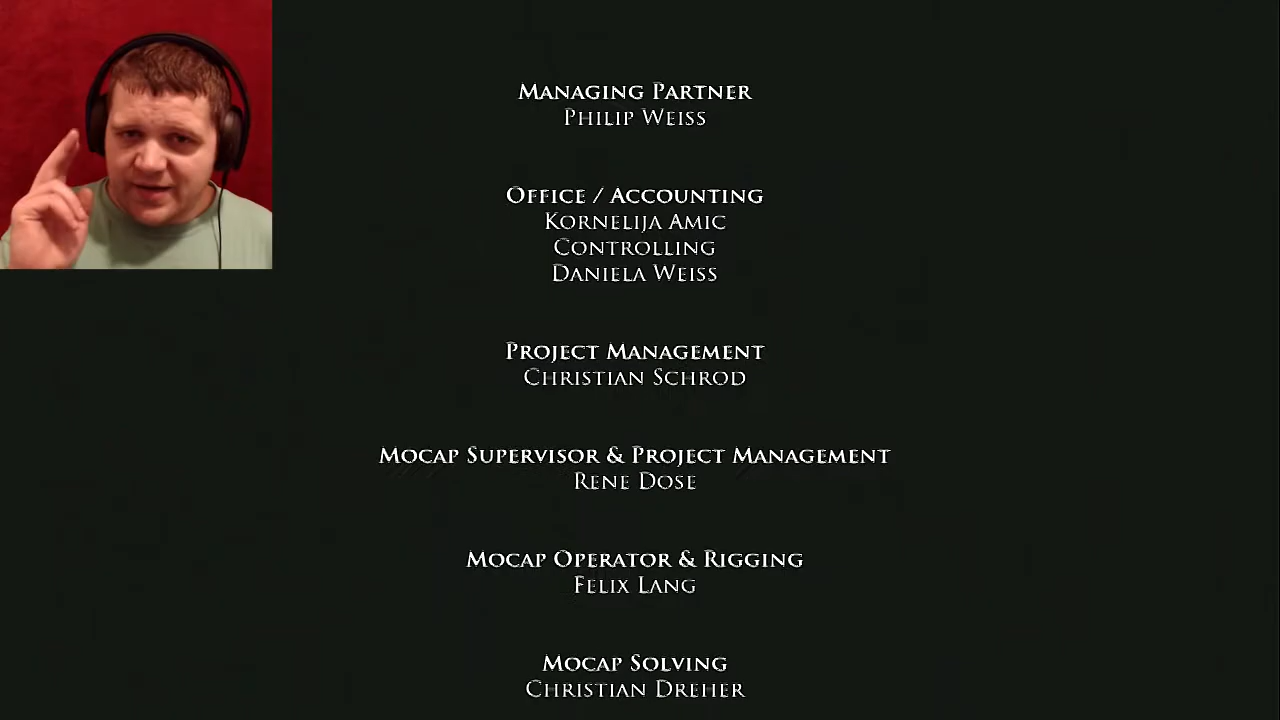 Managing Partner
Philip Weiss
Office / Accounting
Kornelija Amic
Controlling
Daniela Weiss
Project Management
Christian Schrod
Mocap Supervisor & Project Management
Rene Dose
Mocap Operator & Rigging
Felix Lang
Mocap Solving
Christian Dreher